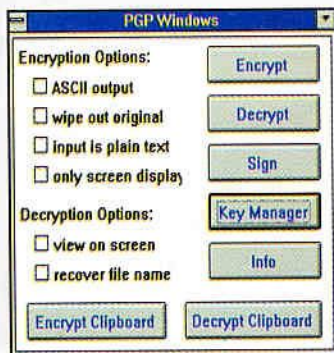 PGP Windows
Encryption Options:
ASCII output
wipe out original
input is plain text
only screen display
Decryption Options:
view on screen
recover file name
Encrypt
Decrypt
Sign
Key Manager
Info
Encrypt Clipboard
Decrypt Clipboard